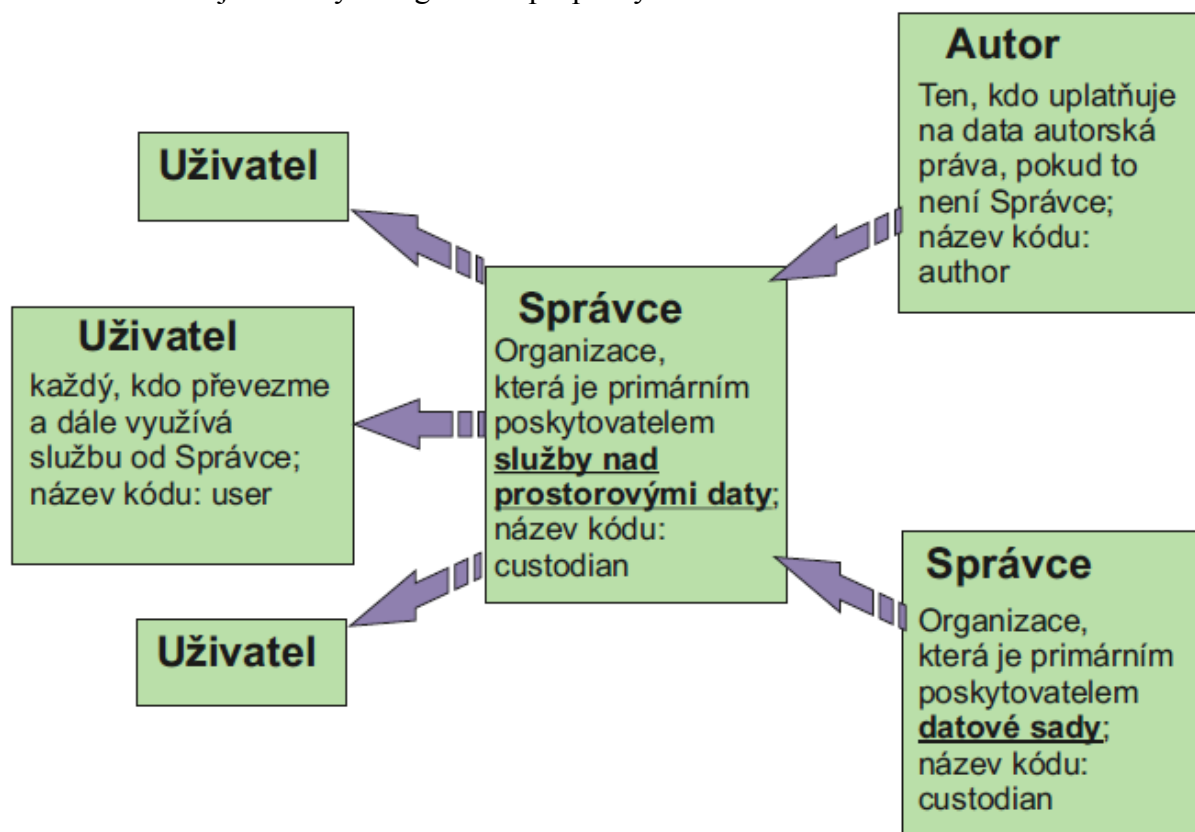 Autor
Ten, kdo uplatňuje
na data autorská
práva, pokud to
není Správce;
název kódu:
author
Uživatel
Uživatel
každý, kdo převezme
a dále využívá
službu od Správce;
název kódu: user
Správce
Organizace,
která je primárním
poskytovatelem
služby nad
prostorovými daty;
název kódu:
custodian
Uživatel
Správce
Organizace,
která je primárním
poskytovatelem
datové sady;
název kódu:
custodian